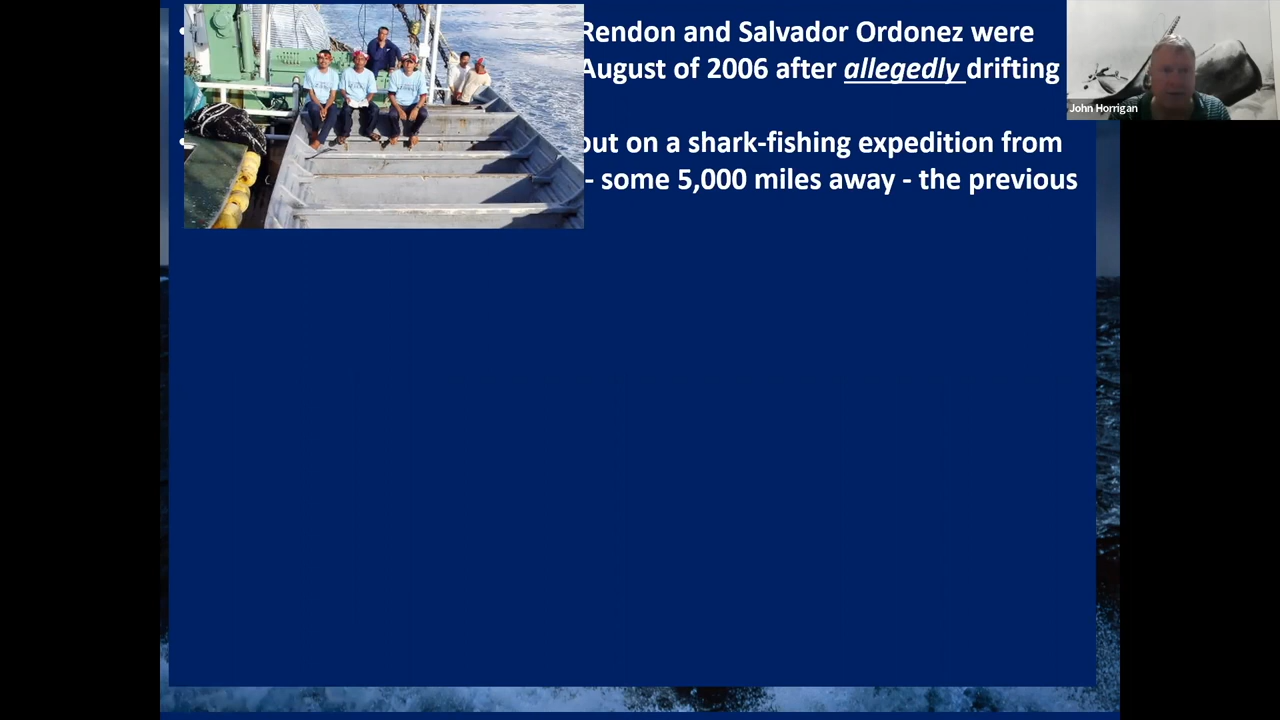 Rendon and Salvador Ordonez were
August of 2006 after allegedly drifting
John Horrigan
out on a shark-fishing expedition from
- some 5,000 miles away - the previous